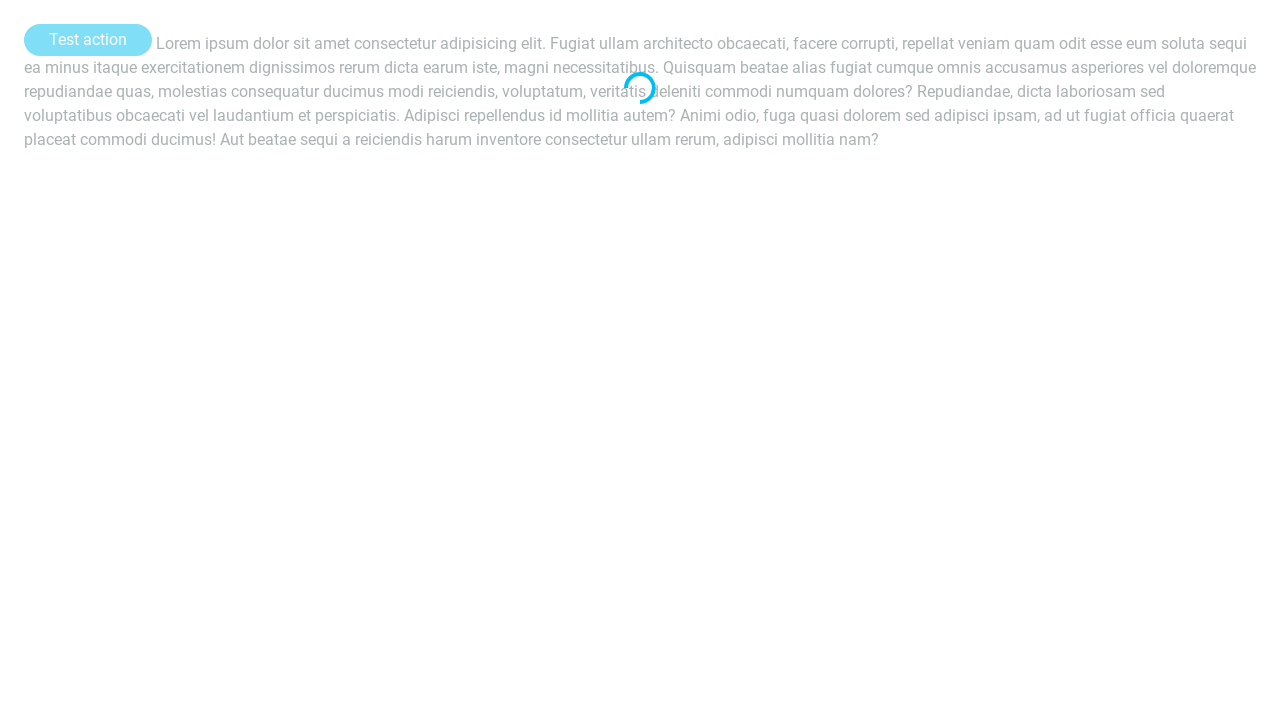 Test action Lorem ipsum dolor sit amet consectetur adipisicing elit. Fugiat ullam architecto obcaecati, facere corrupti, repellat veniam quam odit esse eum soluta sequi
ea minus itaque exercitationem dignissimos rerum dicta earum iste, magni necessitatibus. Quisquam beatae alias fugiat cumque omnis accusamus asperiores vel doloremque
repudiandae quas, molestias consequatur ducimus modi reiciendis, voluptatum, veritatis deleniti commodi numquam dolores? Repudiandae, dicta laboriosam sed
voluptatibus obcaecati vel laudantium et perspiciatis. Adipisci repellendus id mollitia autem? Animi odio, fuga quasi dolorem sed adipisci ipsam, ad ut fugiat officia quaerat
placeat commodi ducimus! Aut beatae sequi a reiciendis harum inventore consectetur ullam rerum, adipisci mollitia nam?